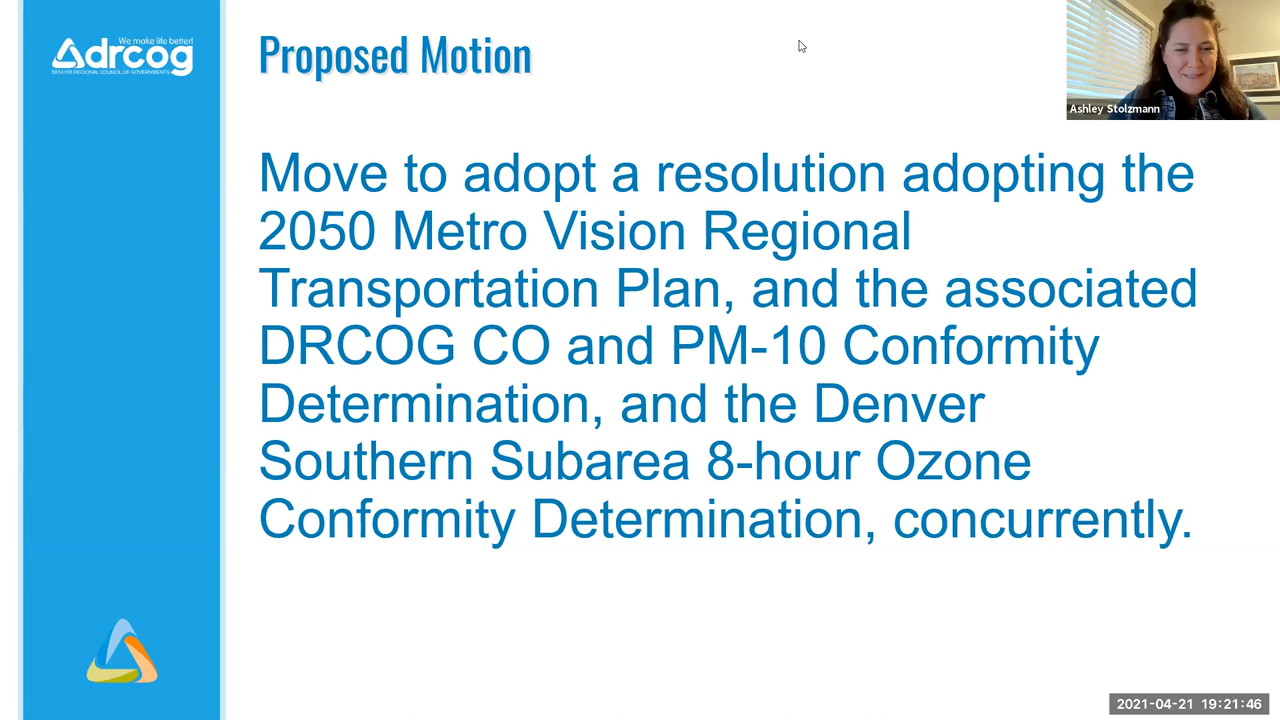 We make life better!
drcog
DENVER REGIONAL COUNCIL OF GOVERNMENTS
Proposed Motion
Ashley Stolzmann
Move to adopt a resolution adopting the
2050 Metro Vision Regional
Transportation Plan, and the associated
DRCOG CO and PM-10 Conformity
Determination, and the Denver
Southern Subarea 8-hour Ozone
Conformity Determination, concurrently.
2021-04-21 19:21:46